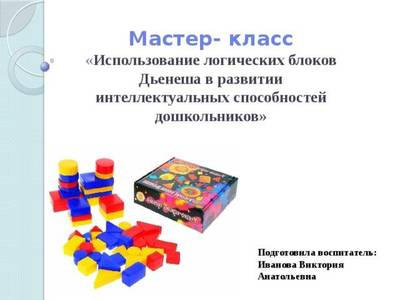 Мастер- класс
«Использование логических блоков
Дьенеша в развитии
интеллектуальных способностей
дошкольников»
Подготовила воспитатель:
Иванова Виктория
Анатольевна